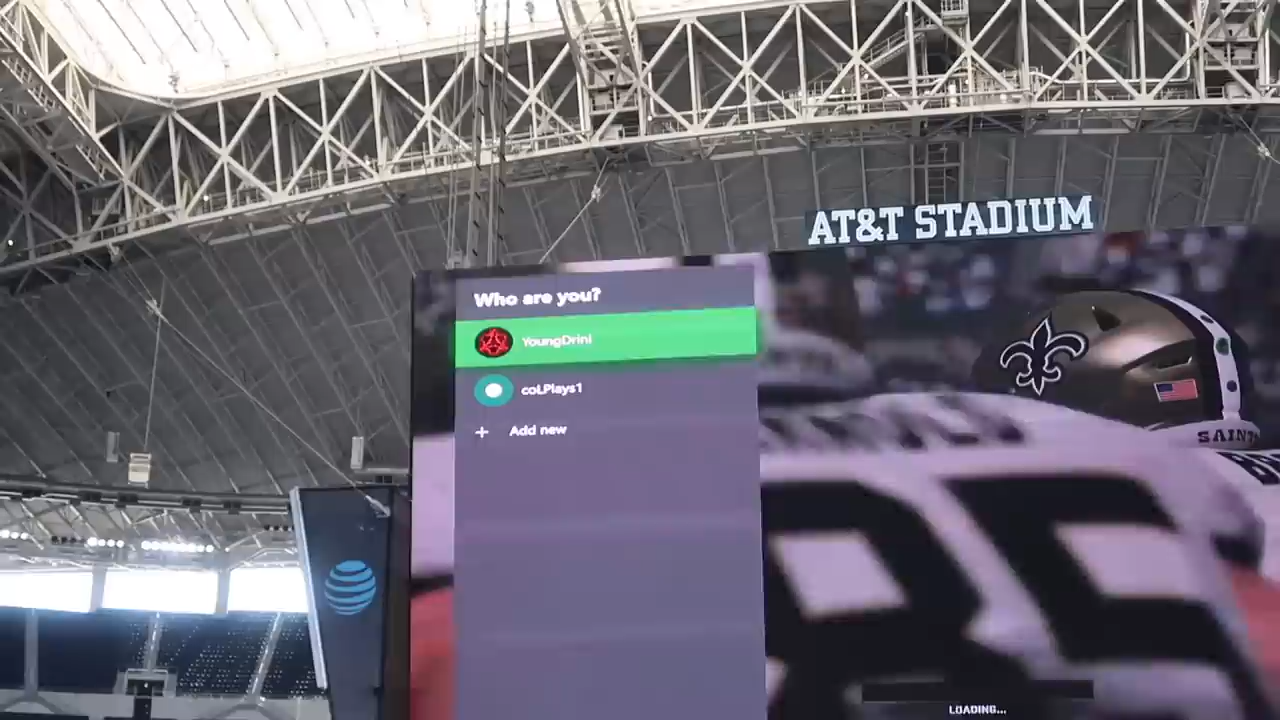 AT&T STADIUM
Who are you?
YoungDrini
coLPlays1
+ Add new
SAINTS
LOADING...